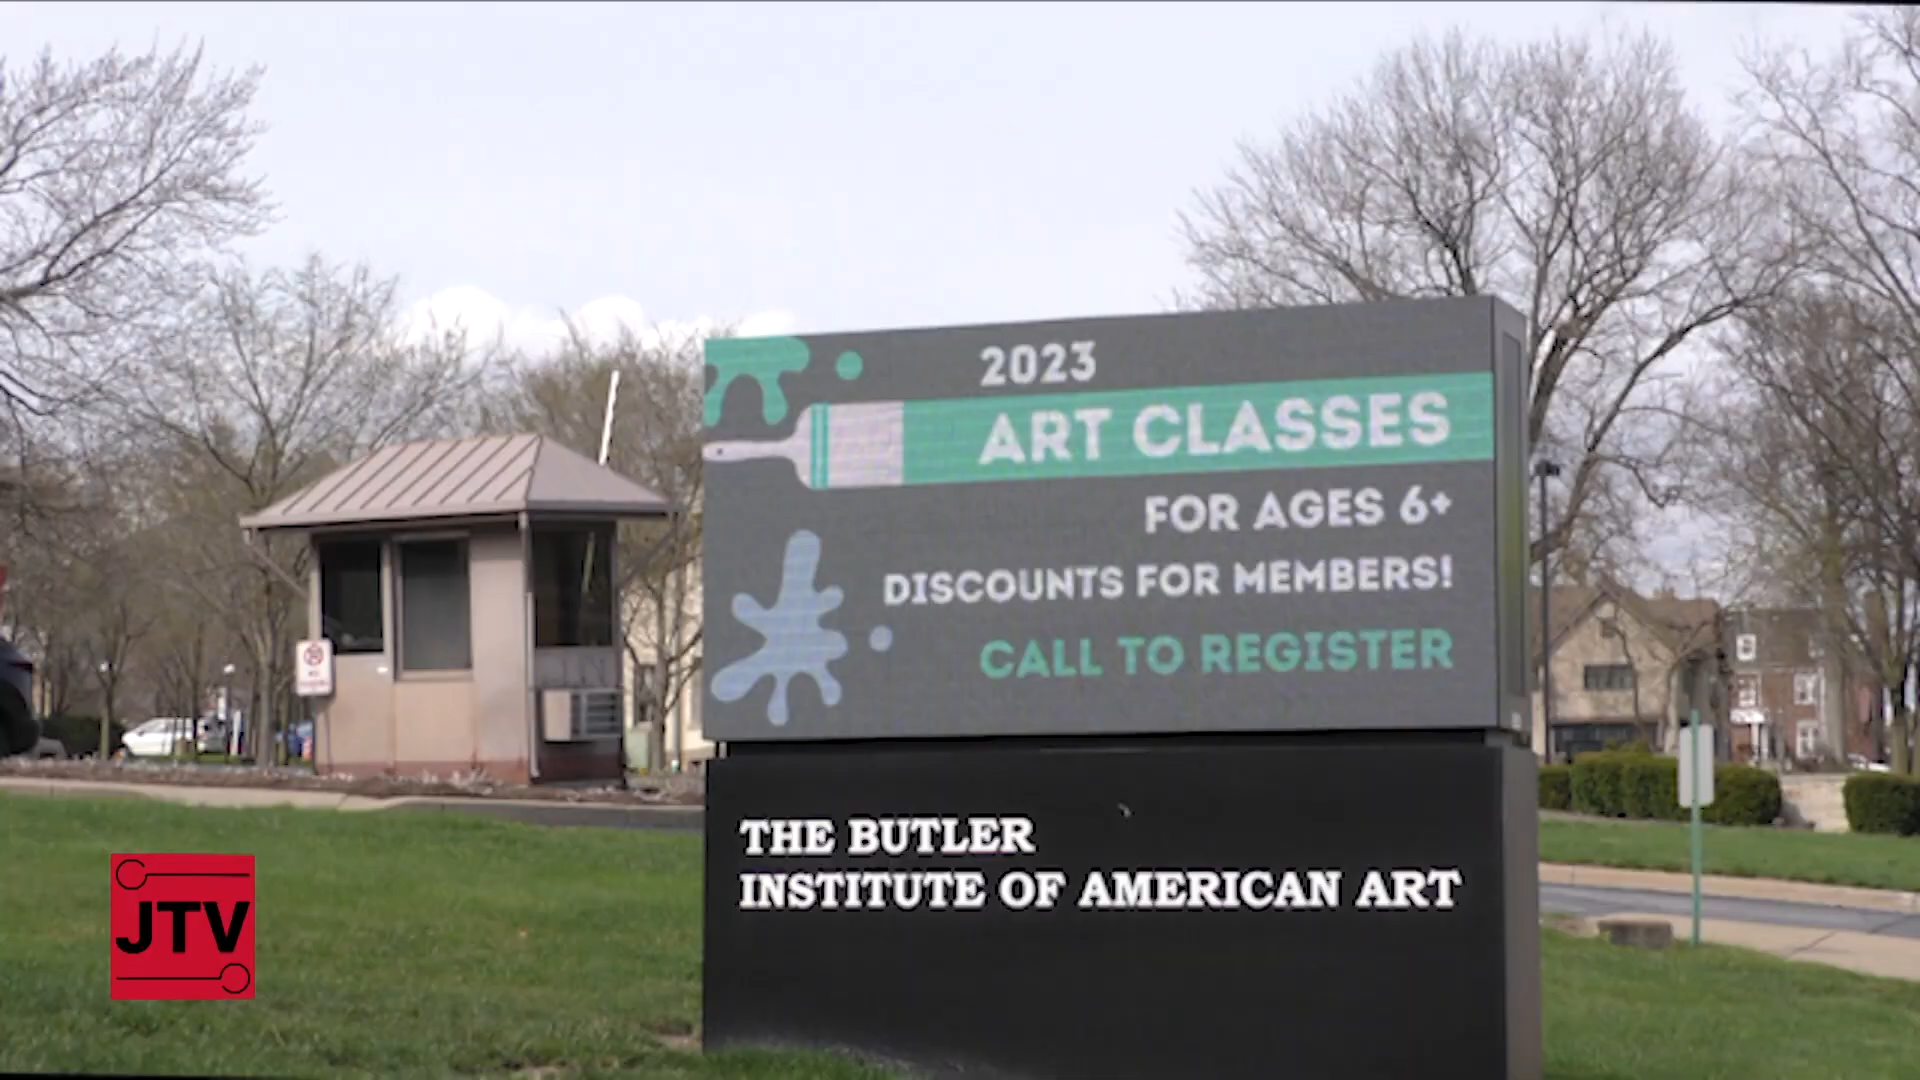 2023
ART CLASSES
FOR AGES 6+
DISCOUNTS FOR MEMBERS!
CALL TO REGISTER
THE BUTLER
INSTITUTE OF AMERICAN ART
JTV